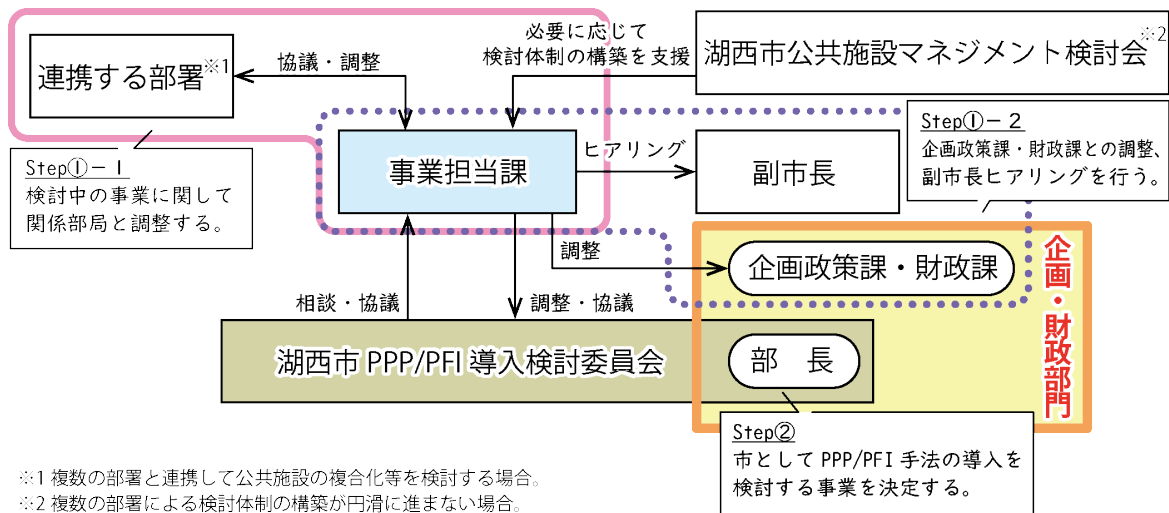 連携する部署※1
協議・調整
必要に応じて
検討体制の構築を支援
湖西市公共施設マネジメント検討会※2
Step①－1
検討中の事業に関して
関係部局と調整する。
事業担当課
ヒアリング
副市長
Step①－2
企画政策課・財政課との調整、
副市長ヒアリングを行う。
調整
企画政策課・財政課
企画・財政部門
相談・協議
調整・協議
湖西市 PPP/PFI 導入検討委員会
部　長
Step②
市として PPP/PFI 手法の導入を
検討する事業を決定する。
※1 複数の部署と連携して公共施設の複合化等を検討する場合。
※2 複数の部署による検討体制の構築が円滑に進まない場合。